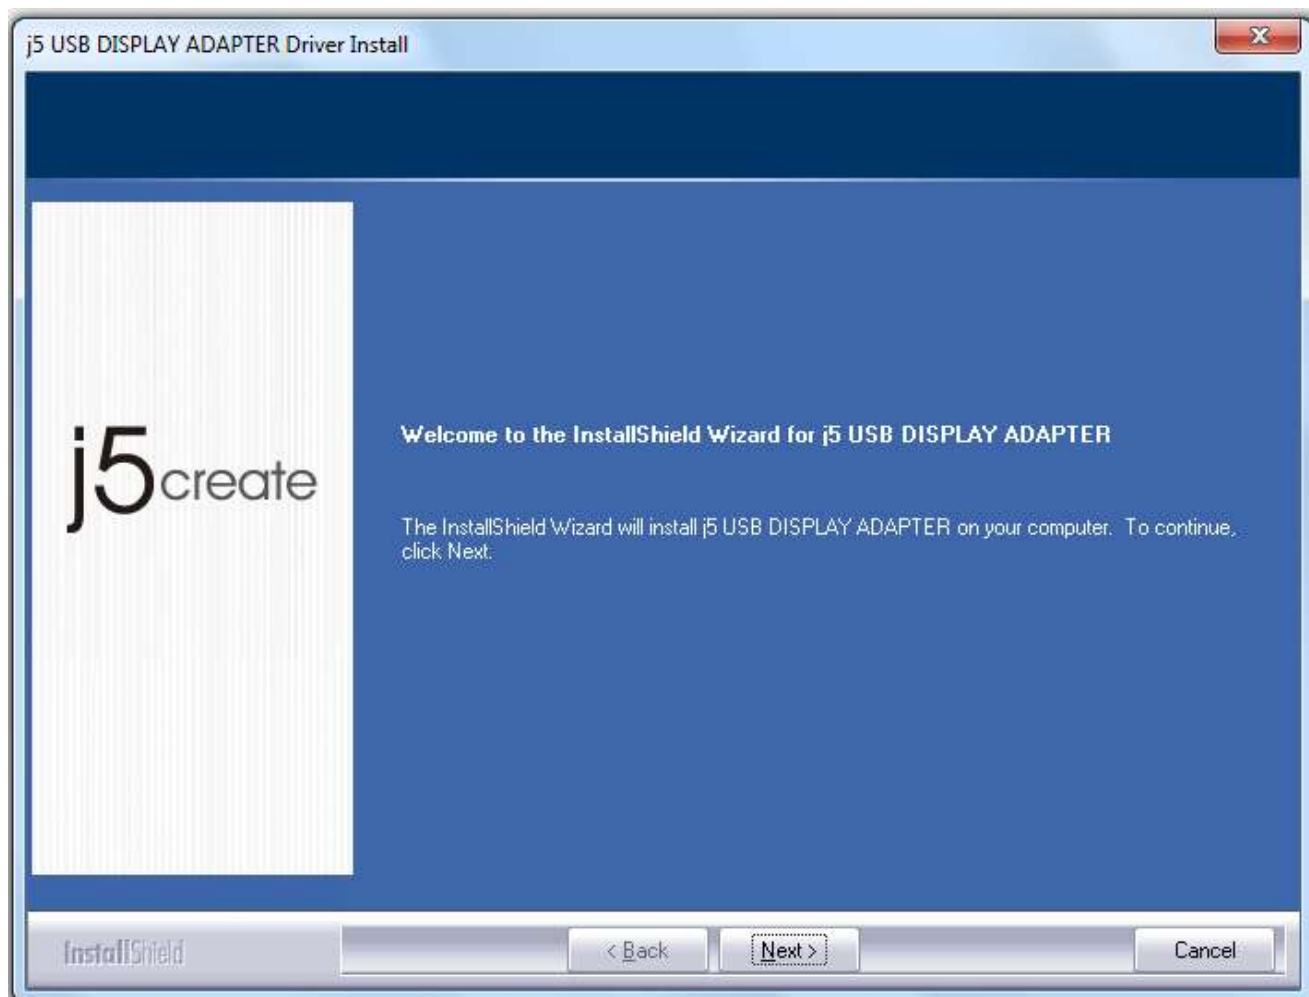 j5 USB DISPLAY ADAPTER Driver Install
j5create
Welcome to the InstallShield Wizard for j5 USB DISPLAY ADAPTER
The InstallShield Wizard will install j5 USB DISPLAY ADAPTER on your computer. To continue,
click Next.
InstallShield
< Back
Next >
Cancel